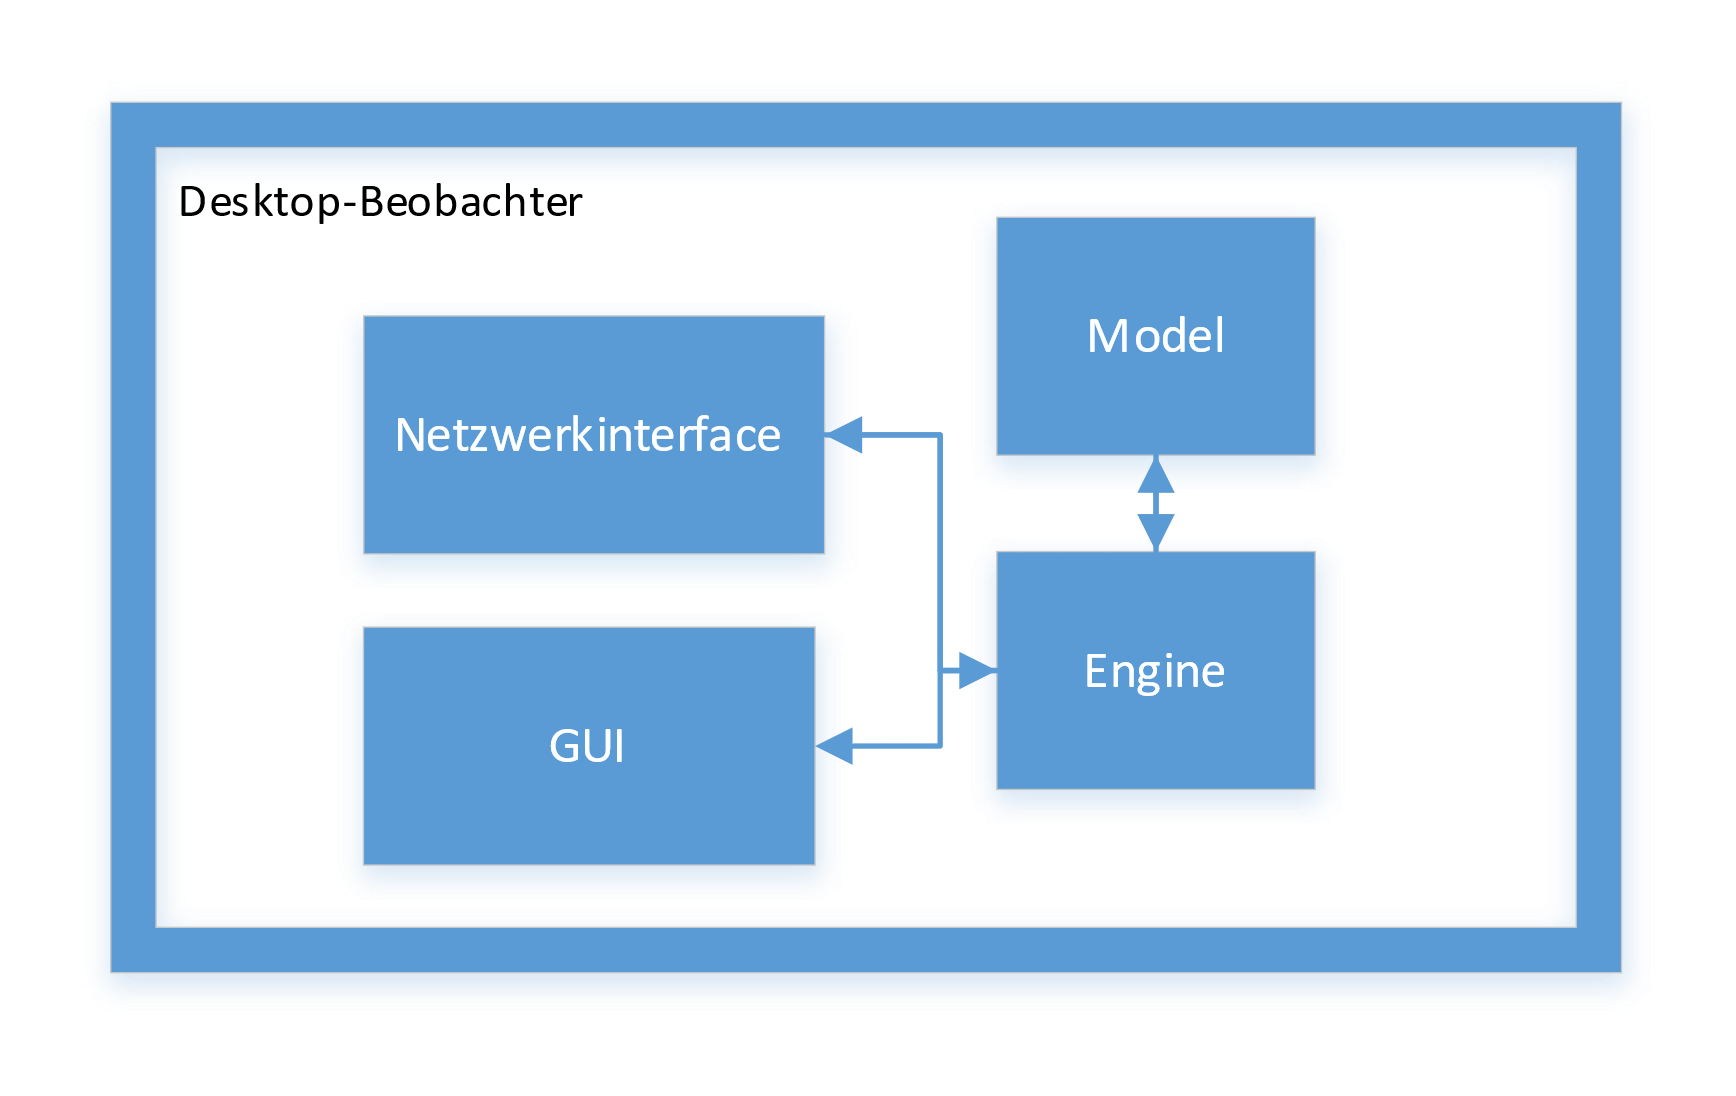 Desktop-Beobachter
Model
Netzwerkinterface
Engine
GUI